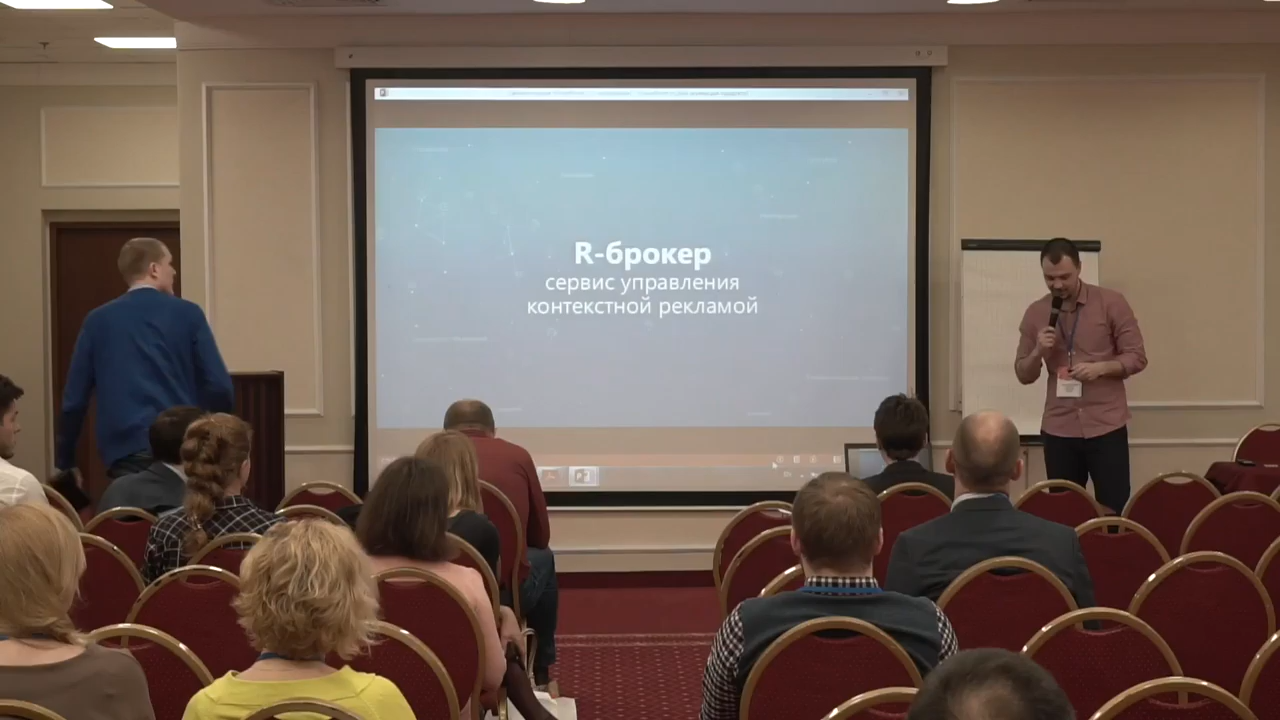 R-брокер
сервис управления
контекстной рекламой